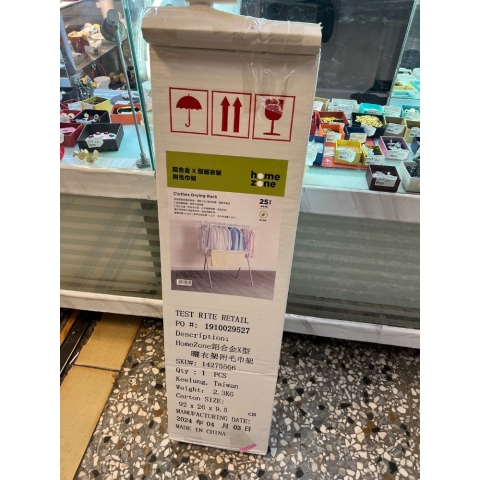 鋁合金 X 型曬衣架
附毛巾架
home
zone
Clothes Drying Rack
25
TEST RITE RETAIL
PO #: 1910029527
Description:
HomeZone鋁合金X型
曬衣架附毛巾架
SKU#: 14275566
Qty : 1 PCS
Keelung, Taiwan
Weight: 2.3KG
Carton SIZE:
92 x 26 x 9.5 cm
MANUFACTURING DATE:
2024 年 04 月 03 日
MADE IN CHINA